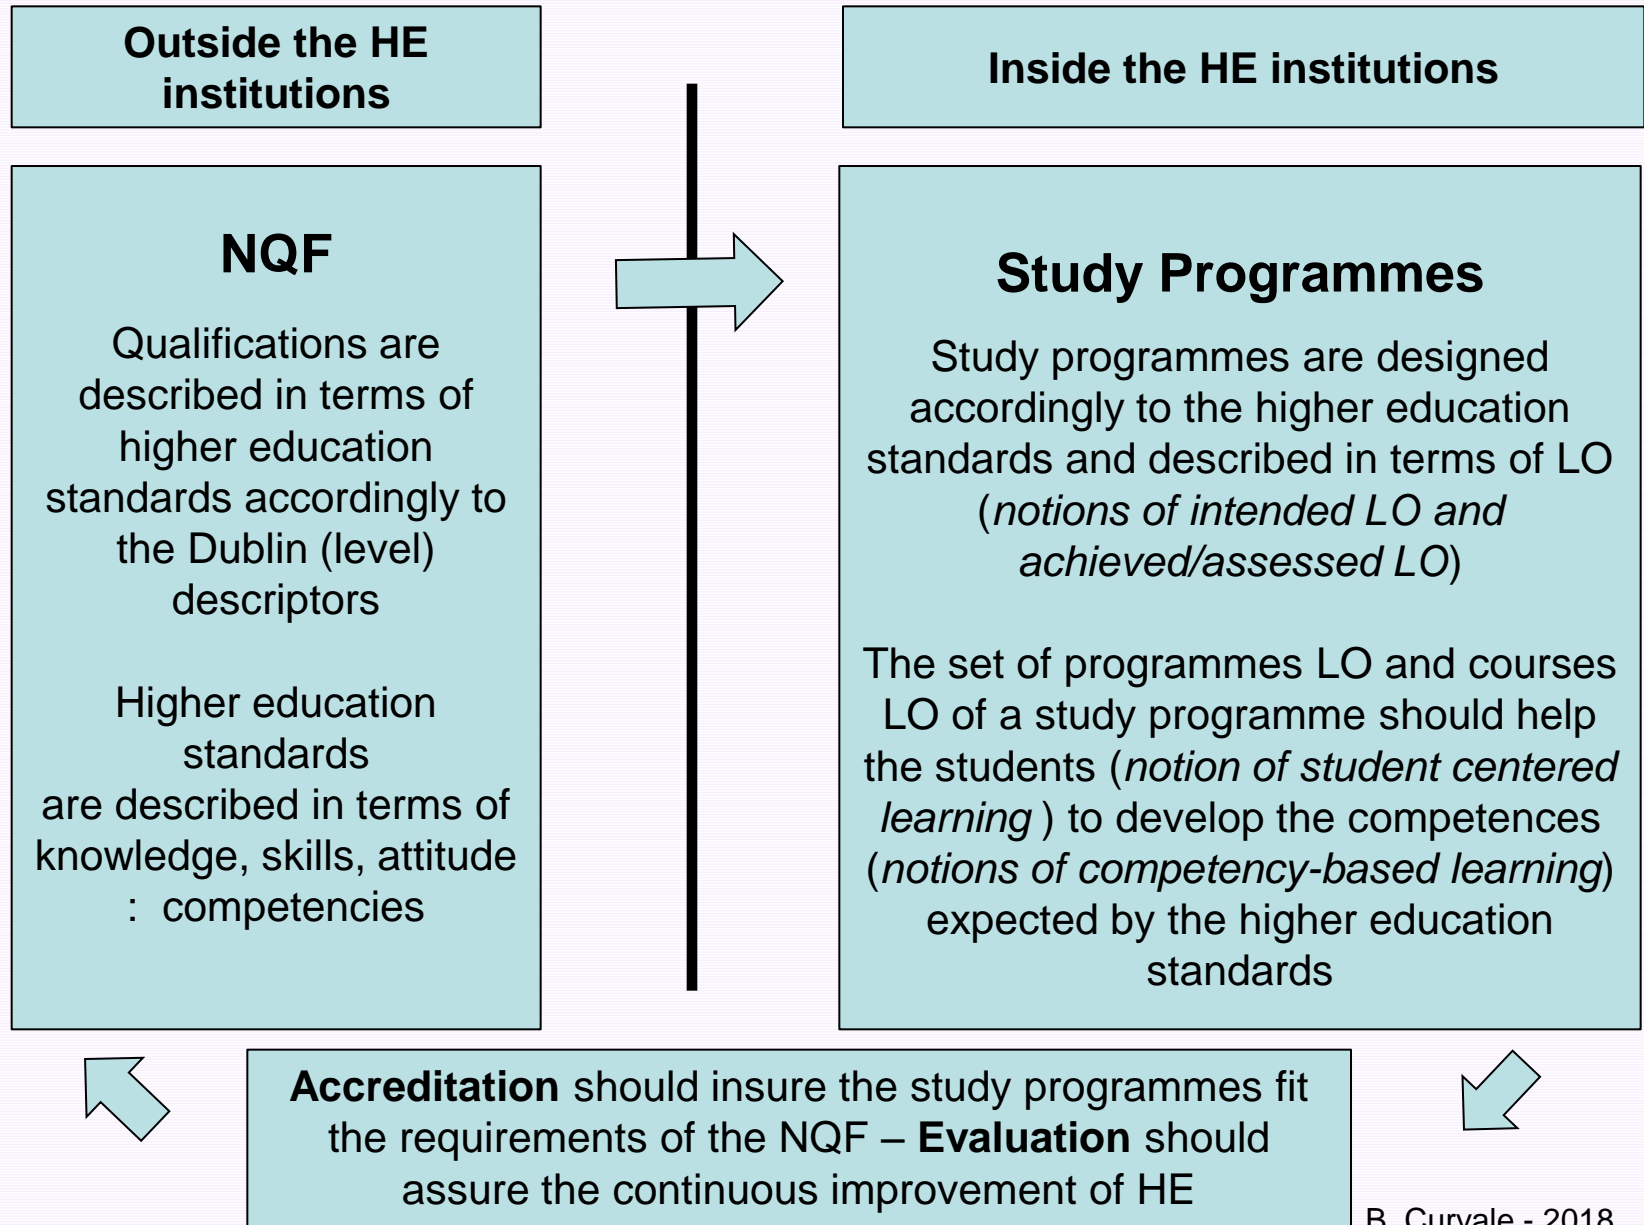 Outside the HE
institutions
Inside the HE institutions
NQF
Qualifications are
described in terms of
higher education
standards accordingly to
the Dublin (level)
descriptors
Higher education
standards
are described in terms of
knowledge, skills, attitude
: competencies
Study Programmes
Study programmes are designed
accordingly to the higher education
standards and described in terms of LO
(notions of intended LO and
achieved/assessed LO)
The set of programmes LO and courses
LO of a study programme should help
the students (notion of student centered
learning ) to develop the competences
(notions of competency-based learning)
expected by the higher education
standards
Accreditation should insure the study programmes fit
the requirements of the NQF – Evaluation should
assure the continuous improvement of HE
B. Curvale - 2018